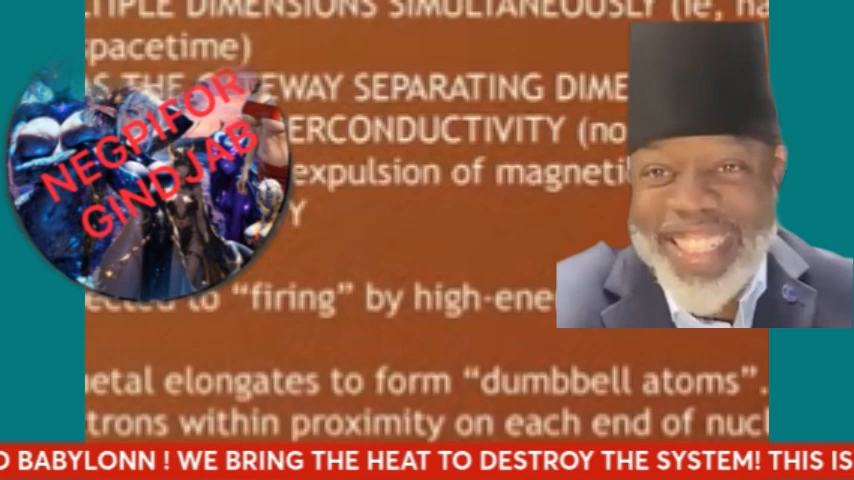 LTIPLE DIMENSIONS SIMULTANEOUSLY (ie, ha
spacetime)
S THE GATEWAY SEPARATING DIME
ERCONDUCTIVITY (no
expulsion of magneti
Y
NEGPIFOR
GINDJAB
ected to “firing” by high-ene
metal elongates to form “dumbbell atoms”.
trons within proximity on each end of nucl
O BABYLONN ! WE BRING THE HEAT TO DESTROY THE SYSTEM! THIS IS